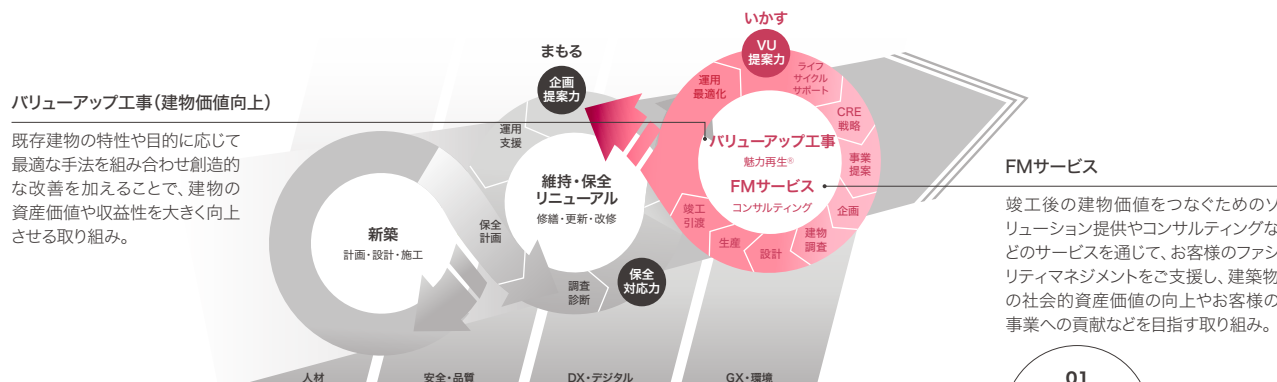 いかす
VU
提案力
まもる
企画
提案力
バリューアップ工事(建物価値向上)
既存建物の特性や目的に応じて
最適な手法を組み合わせ創造的
な改善を加えることで、建物の
資産価値や収益性を大きく向上
させる取り組み。
運用
最適化
ライフ
サイクル
サポート
CRE
戦略
事業
提案
企画
建物
調査
設計
生産
竣工
引渡
バリューアップ工事
魅力再生®
FMサービス
コンサルティング
運用
支援
維持・保全
リニューアル
修繕・更新・改修
保全
計画
調査
診断
保全
対応力
新築
計画・設計・施工
FMサービス
竣工後の建物価値をつなぐためのソ
リューション提供やコンサルティングな
どのサービスを通じて、お客様のファシ
リティマネジメントをご支援し、建築物
の社会的資産価値の向上やお客様の
事業への貢献などを目指す取り組み。
人材
安全・品質
DX・デジタル
GX・環境
01